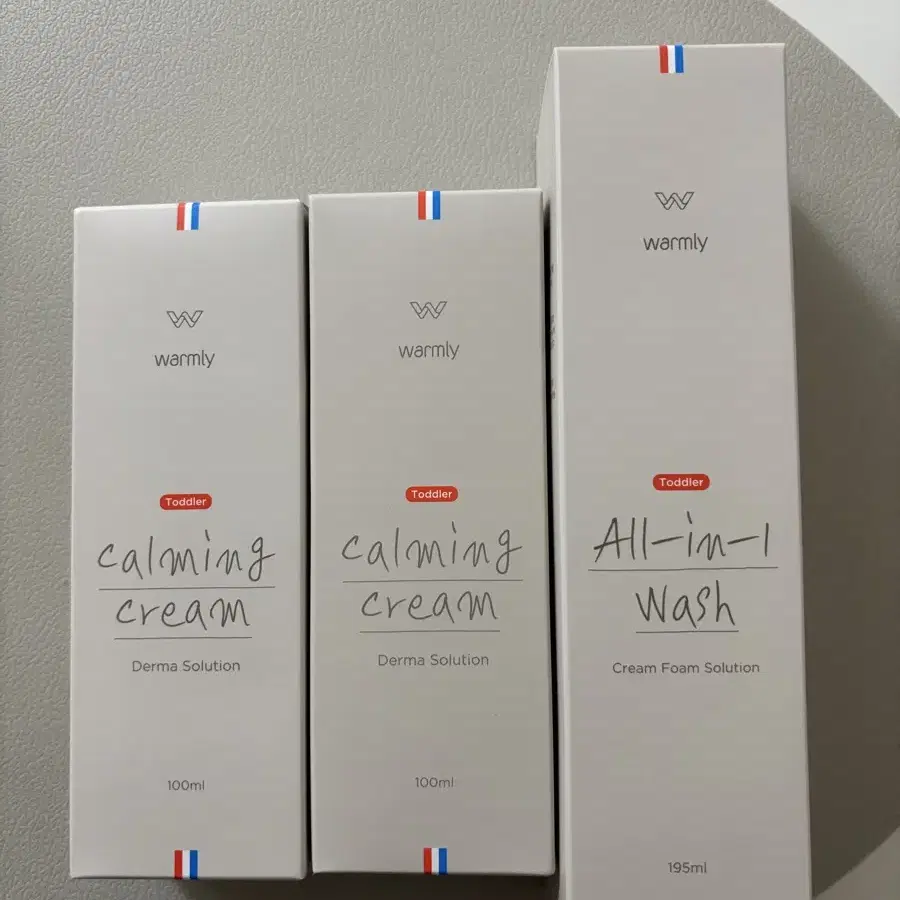 warmly
Toddler
calming
cream
Derma Solution
100ml
warmly
Toddler
calming
cream
Derma Solution
100ml
warmly
Toddler
All-in-1
Wash
Cream Foam Solution
195ml